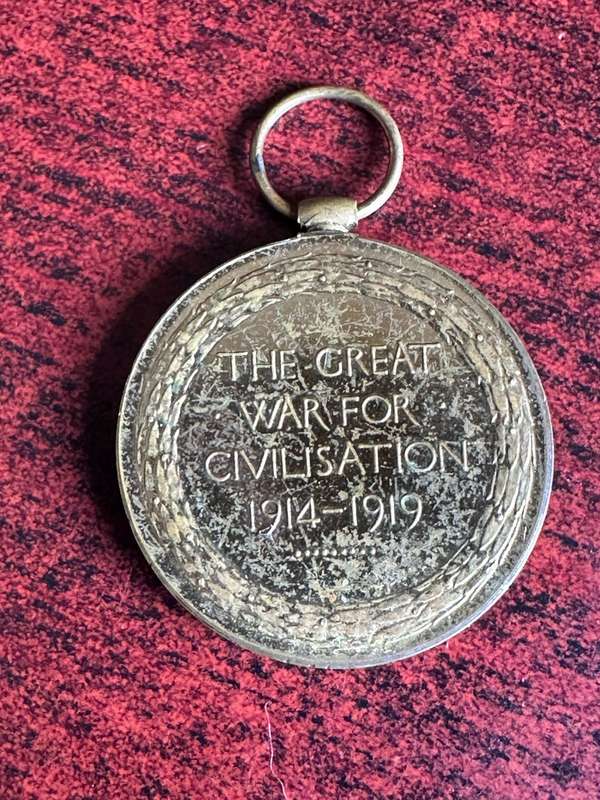 THE GREAT
WAR FOR
CIVILISATION
1914-1919